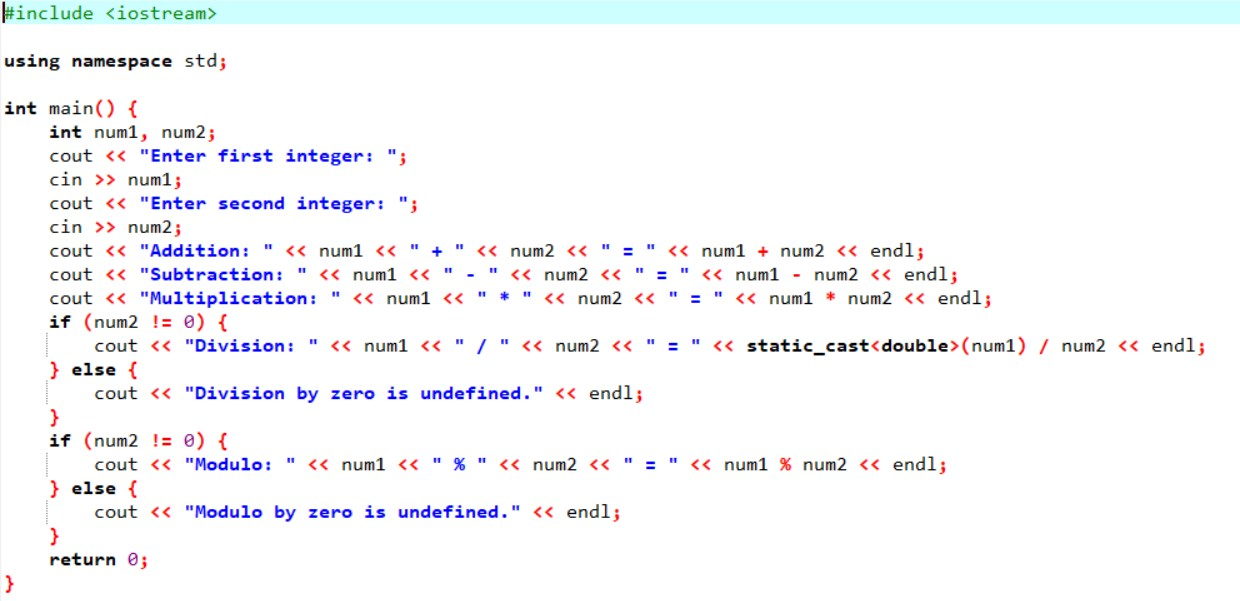 #include <iostream>

using namespace std;

int main() {
    int num1, num2;
    cout << "Enter first integer: ";
    cin >> num1;
    cout << "Enter second integer: ";
    cin >> num2;
    cout << "Addition: " << num1 << " + " << num2 << " = " << num1 + num2 << endl;
    cout << "Subtraction: " << num1 << " - " << num2 << " = " << num1 - num2 << endl;
    cout << "Multiplication: " << num1 << " * " << num2 << " = " << num1 * num2 << endl;
    if (num2 != 0) {
        cout << "Division: " << num1 << " / " << num2 << " = " << static_cast<double>(num1) / num2 << endl;
    } else {
        cout << "Division by zero is undefined." << endl;
    }
    if (num2 != 0) {
        cout << "Modulo: " << num1 << " % " << num2 << " = " << num1 % num2 << endl;
    } else {
        cout << "Modulo by zero is undefined." << endl;
    }
    return 0;
}